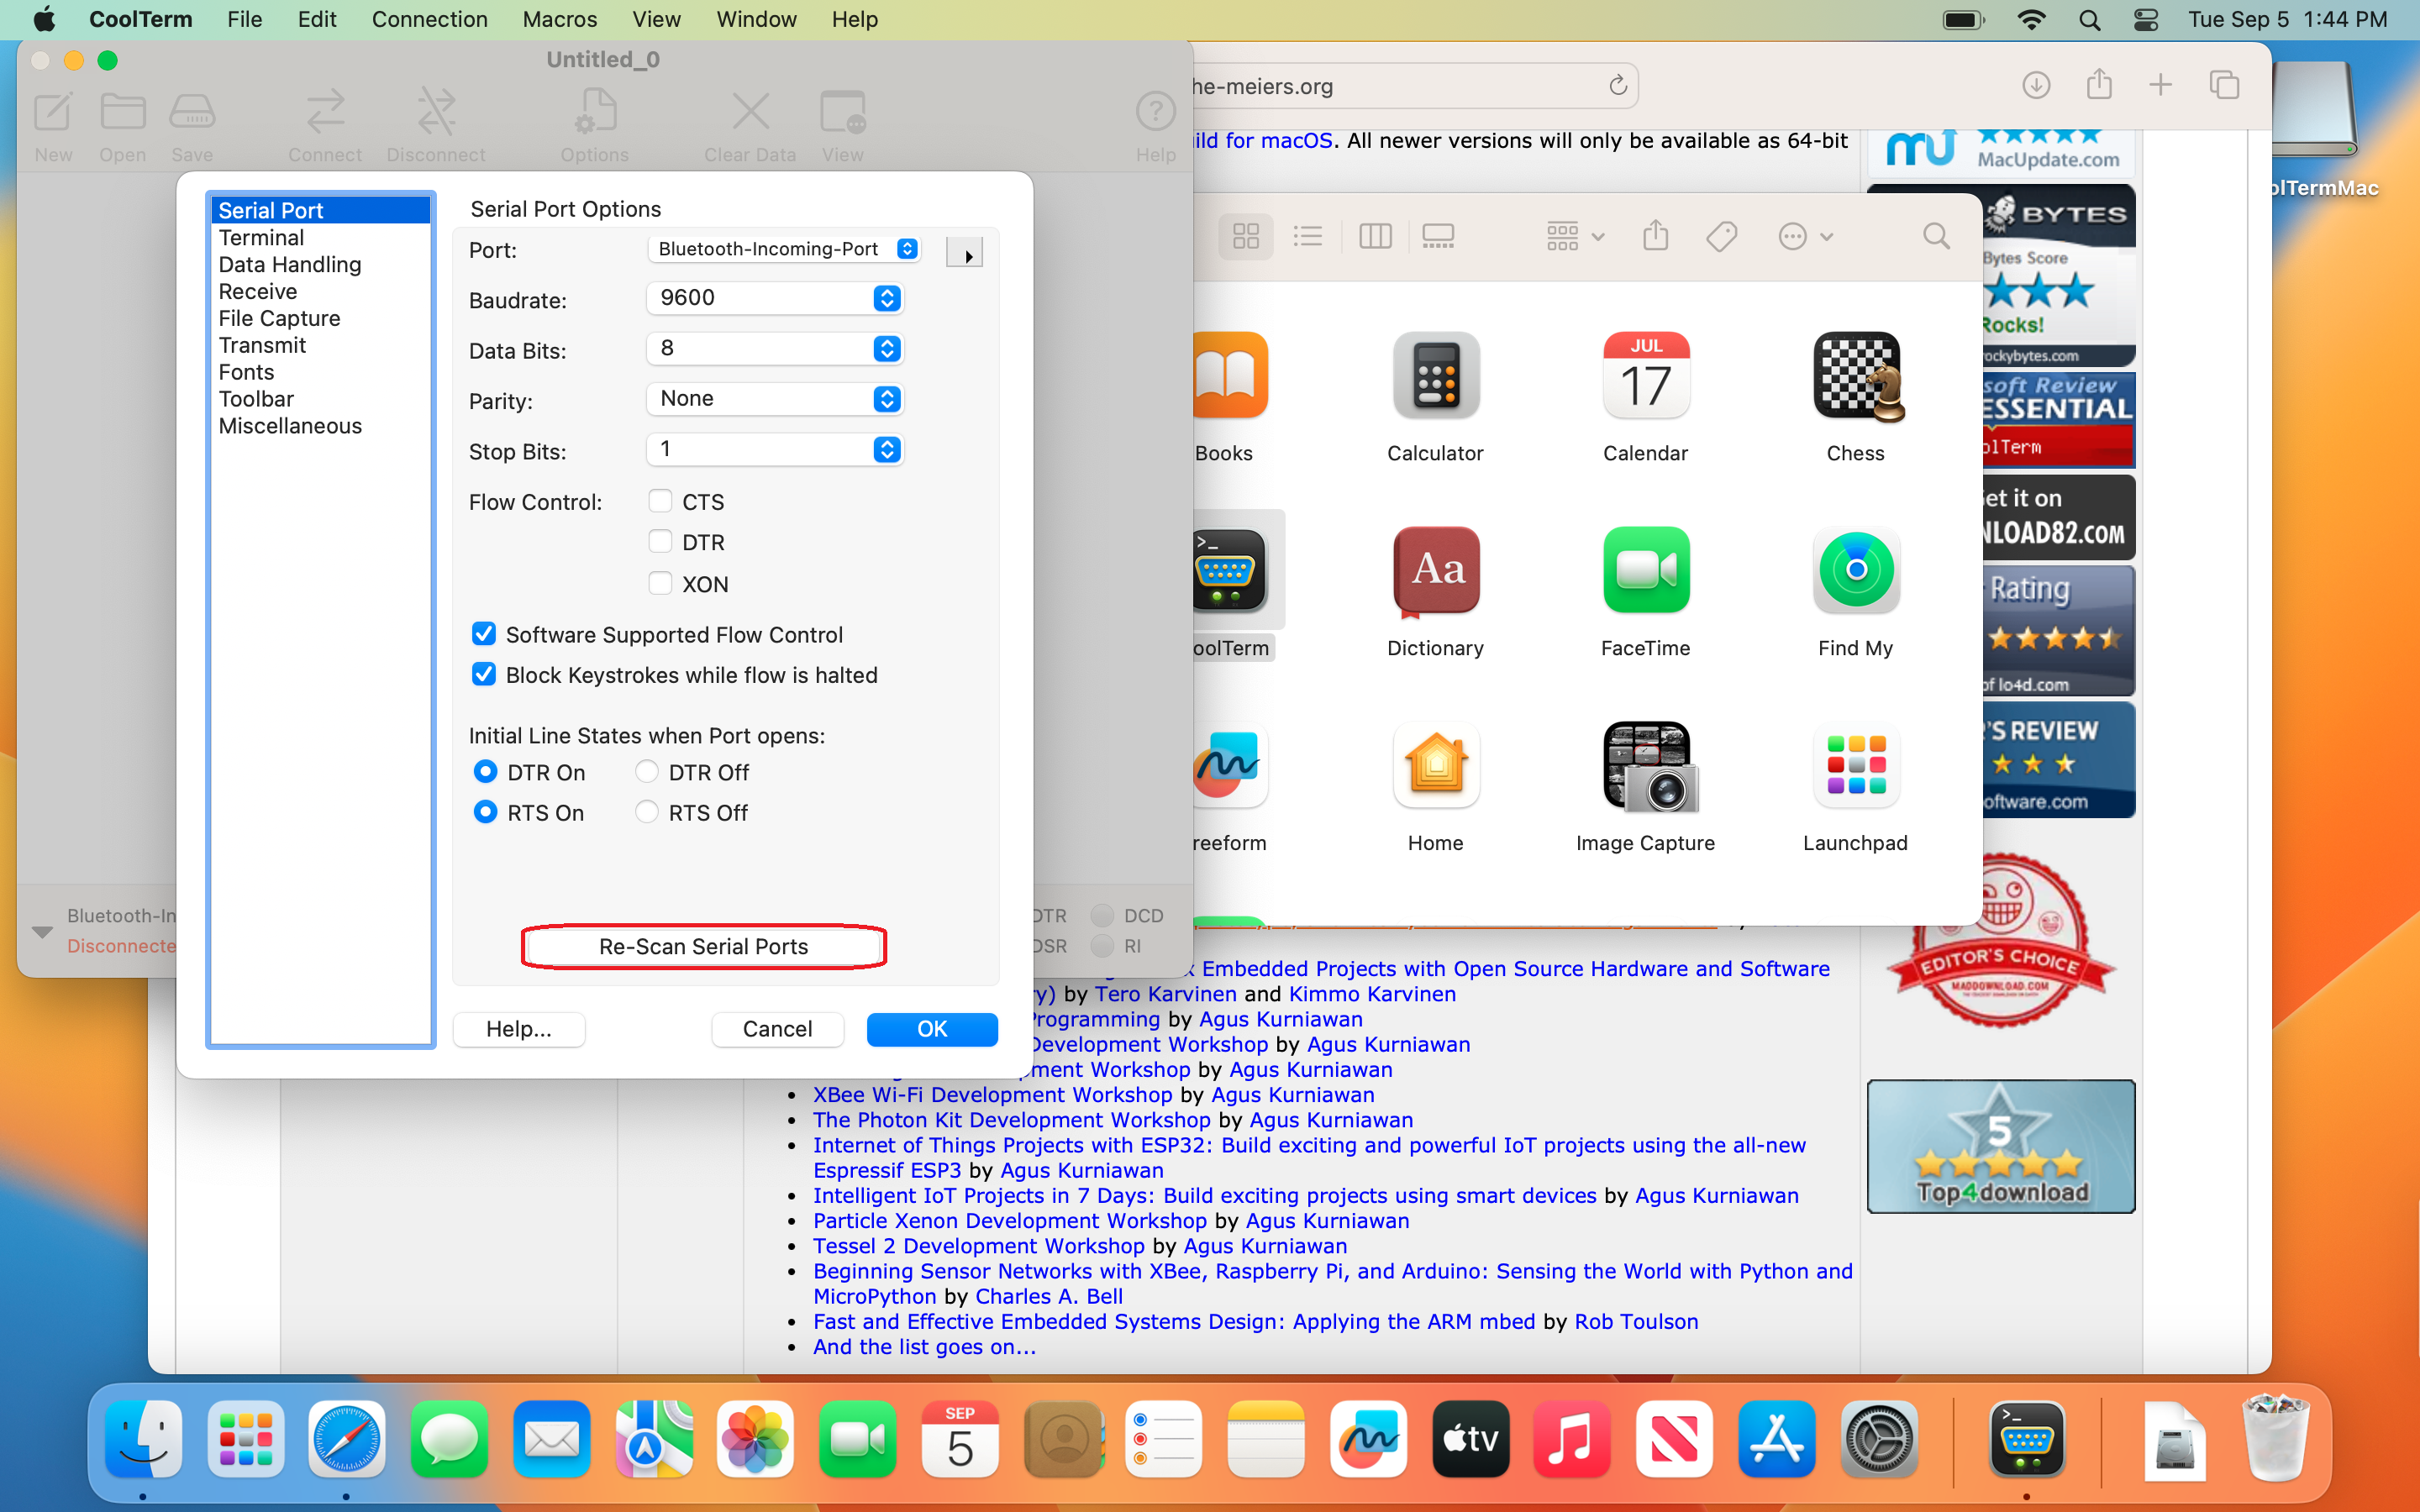 CoolTerm File Edit Connection Macros View Window Help Tue Sep 5 1:44 PM
Untitled_0
New Open Save Connect Disconnect Options Clear Data View Help
Serial Port
Terminal
Data Handling
Receive
File Capture
Transmit
Fonts
Toolbar
Miscellaneous
Serial Port Options
Port: Bluetooth-Incoming-Port
Baudrate: 9600
Data Bits: 8
Parity: None
Stop Bits: 1
Flow Control: CTS
DTR
XON
Software Supported Flow Control
Block Keystrokes while flow is halted
Initial Line States when Port opens:
DTR On DTR Off
RTS On RTS Off
Re-Scan Serial Ports
Help... Cancel OK
Bluetooth-In
Disconnecte
DTR DCD
DSR RI
he-meiers.org
ild for macOS. All newer versions will only be available as 64-bit
Books Calculator Calendar Chess
JUL
17
oolTerm Dictionary FaceTime Find My
Aa
reeform Home Image Capture Launchpad
Embedded Projects with Open Source Hardware and Software
ry) by Tero Karvinen and Kimmo Karvinen
Programming by Agus Kurniawan
Development Workshop by Agus Kurniawan
pment Workshop by Agus Kurniawan
• XBee Wi-Fi Development Workshop by Agus Kurniawan
• The Photon Kit Development Workshop by Agus Kurniawan
• Internet of Things Projects with ESP32: Build exciting and powerful IoT projects using the all-new
Espressif ESP3 by Agus Kurniawan
• Intelligent IoT Projects in 7 Days: Build exciting projects using smart devices by Agus Kurniawan
• Particle Xenon Development Workshop by Agus Kurniawan
• Tessel 2 Development Workshop by Agus Kurniawan
• Beginning Sensor Networks with XBee, Raspberry Pi, and Arduino: Sensing the World with Python and
MicroPython by Charles A. Bell
• Fast and Effective Embedded Systems Design: Applying the ARM mbed by Rob Toulson
• And the list goes on...
MU
MacUpdate.com
BYTES
Bytes Score
Rocks!
rockybytes.com
soft Review
ESSENTIAL
olTerm
et it on
NLOAD82.com
Rating
of lo4d.com
'S REVIEW
oftware.com
EDITOR'S CHOICE
MADDOWNLOAD.COM
5
Top4download
olTermMac
SEP
5
tv